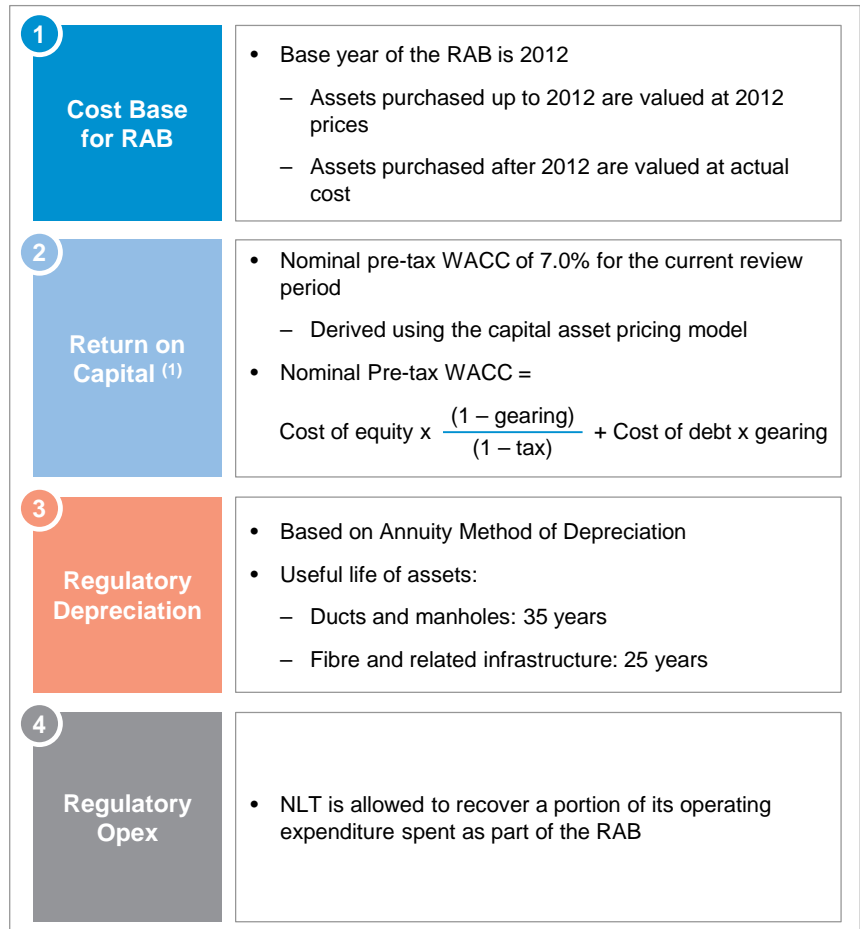 1
Cost Base
for RAB
• Base year of the RAB is 2012
– Assets purchased up to 2012 are valued at 2012
prices
– Assets purchased after 2012 are valued at actual
cost
2
Return on
Capital (1)
• Nominal pre-tax WACC of 7.0% for the current review
period
– Derived using the capital asset pricing model
• Nominal Pre-tax WACC =
Cost of equity x (1 – gearing) / (1 – tax) + Cost of debt x gearing
3
Regulatory
Depreciation
• Based on Annuity Method of Depreciation
• Useful life of assets:
– Ducts and manholes: 35 years
– Fibre and related infrastructure: 25 years
4
Regulatory
Opex
• NLT is allowed to recover a portion of its operating
expenditure spent as part of the RAB